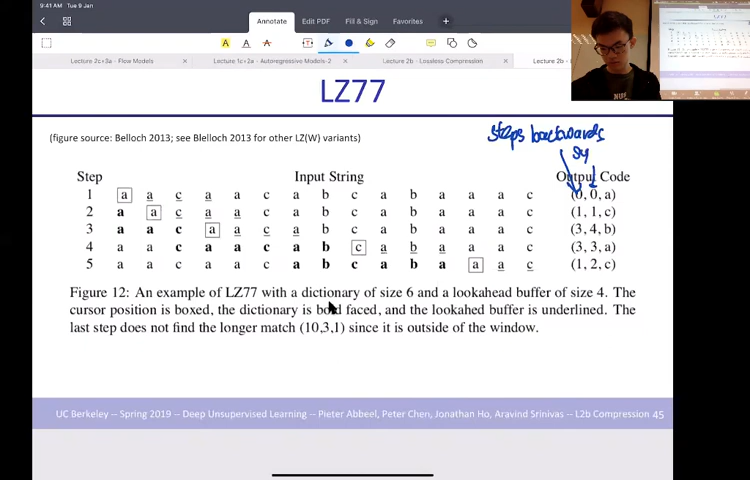 9:41 AM Tue 9 Jan
Annotate Edit PDF Fill & Sign Favorites
Lecture 2c+3a - Flow Models × Lecture 1c+2a - Autoregressive Models-2 × Lecture 2b - Lossless Compression ×
LZ77
(figure source: Belloch 2013; see Blelloch 2013 for other LZ(W) variants)
steps backwards
Step Input String Output Code
1 a a c a a c a b c a b a a a c (0, 0, a)
2 a a c a a c a b c a b a a a c (1, 1, c)
3 a a c a a c a b c a b a a a c (3, 4, b)
4 a a c a a c a b c a b a a a c (3, 3, a)
5 a a c a a c a b c a b a a a c (1, 2, c)
Figure 12: An example of LZ77 with a dictionary of size 6 and a lookahead buffer of size 4. The
cursor position is boxed, the dictionary is bold faced, and the lookahed buffer is underlined. The
last step does not find the longer match (10,3,1) since it is outside of the window.
UC Berkeley -- Spring 2019 -- Deep Unsupervised Learning -- Pieter Abbeel, Peter Chen, Jonathan Ho, Aravind Srinivas -- L2b Compression 45